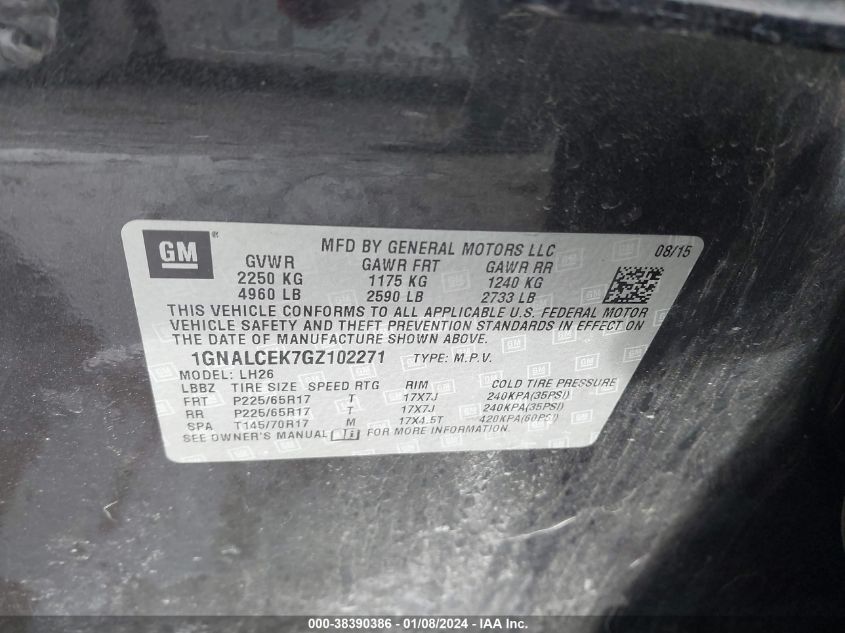 GM
MFD BY GENERAL MOTORS LLC 08/15
GVWR GAWR FRT GAWR RR
2250 KG 1175 KG 1240 KG
4960 LB 2590 LB 2733 LB
THIS VEHICLE CONFORMS TO ALL APPLICABLE U.S. FEDERAL MOTOR
VEHICLE SAFETY AND THEFT PREVENTION STANDARDS IN EFFECT ON
THE DATE OF MANUFACTURE SHOWN ABOVE.
1GNALCEK7GZ102271 TYPE: M.P.V.
MODEL: LH26
LBBZ TIRE SIZE SPEED RTG RIM COLD TIRE PRESSURE
FRT P225/65R17 T 17X7J 240KPA(35PSI)
RR P225/65R17 T 17X7J 240KPA(35PSI)
SPA T145/70R17 M 17X4.5T 420KPA(60PSI)
SEE OWNER'S MANUAL i FOR MORE INFORMATION.
000-38390386 - 01/08/2024 - IAA Inc.